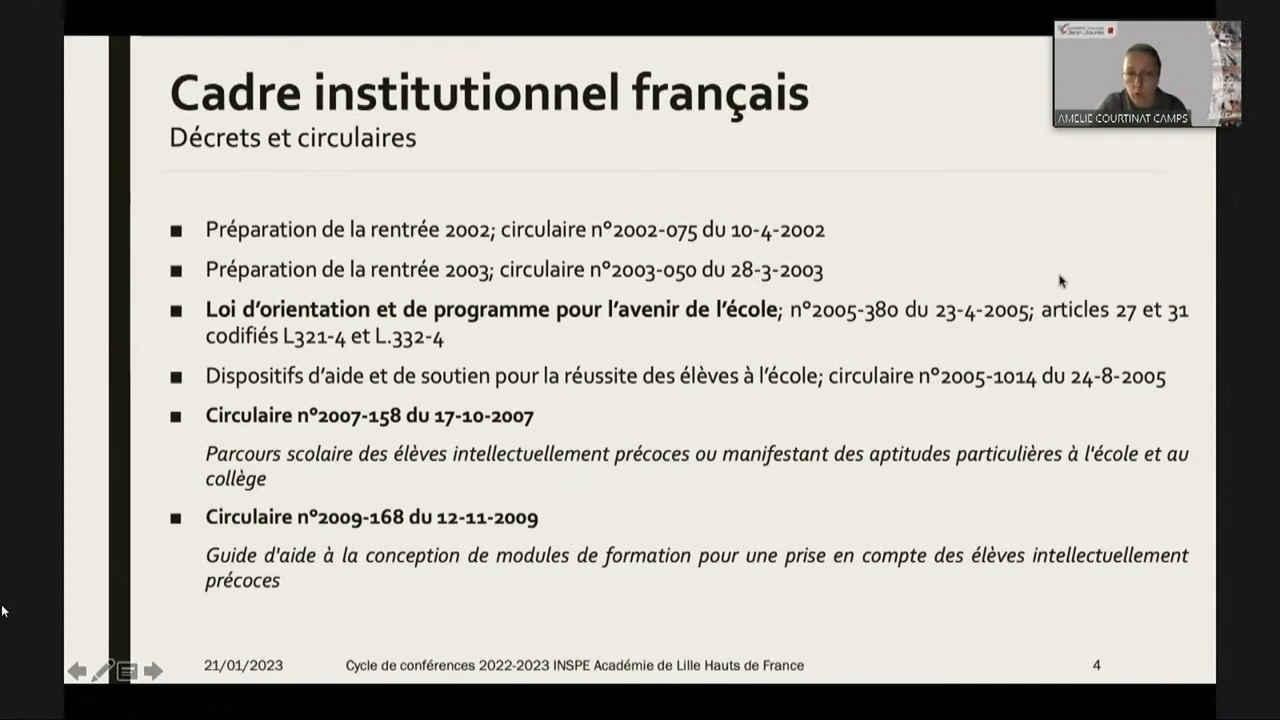 Cadre institutionnel français
Décrets et circulaires
Jean Jaurès
AMELIE COURTINAT CAMPS
Préparation de la rentrée 2002; circulaire n°2002-075 du 10-4-2002
Préparation de la rentrée 2003; circulaire n°2003-050 du 28-3-2003
Loi d'orientation et de programme pour l'avenir de l'école; n°2005-380 du 23-4-2005; articles 27 et 31
codifiés L321-4 et L.332-4
Dispositifs d'aide et de soutien pour la réussite des élèves à l'école; circulaire n°2005-1014 du 24-8-2005
Circulaire n°2007-158 du 17-10-2007
Parcours scolaire des élèves intellectuellement précoces ou manifestant des aptitudes particulières à l'école et au
collège
Circulaire n°2009-168 du 12-11-2009
Guide d'aide à la conception de modules de formation pour une prise en compte des élèves intellectuellement
précoces
21/01/2023
Cycle de conférences 2022-2023 INSPE Académie de Lille Hauts de France
4